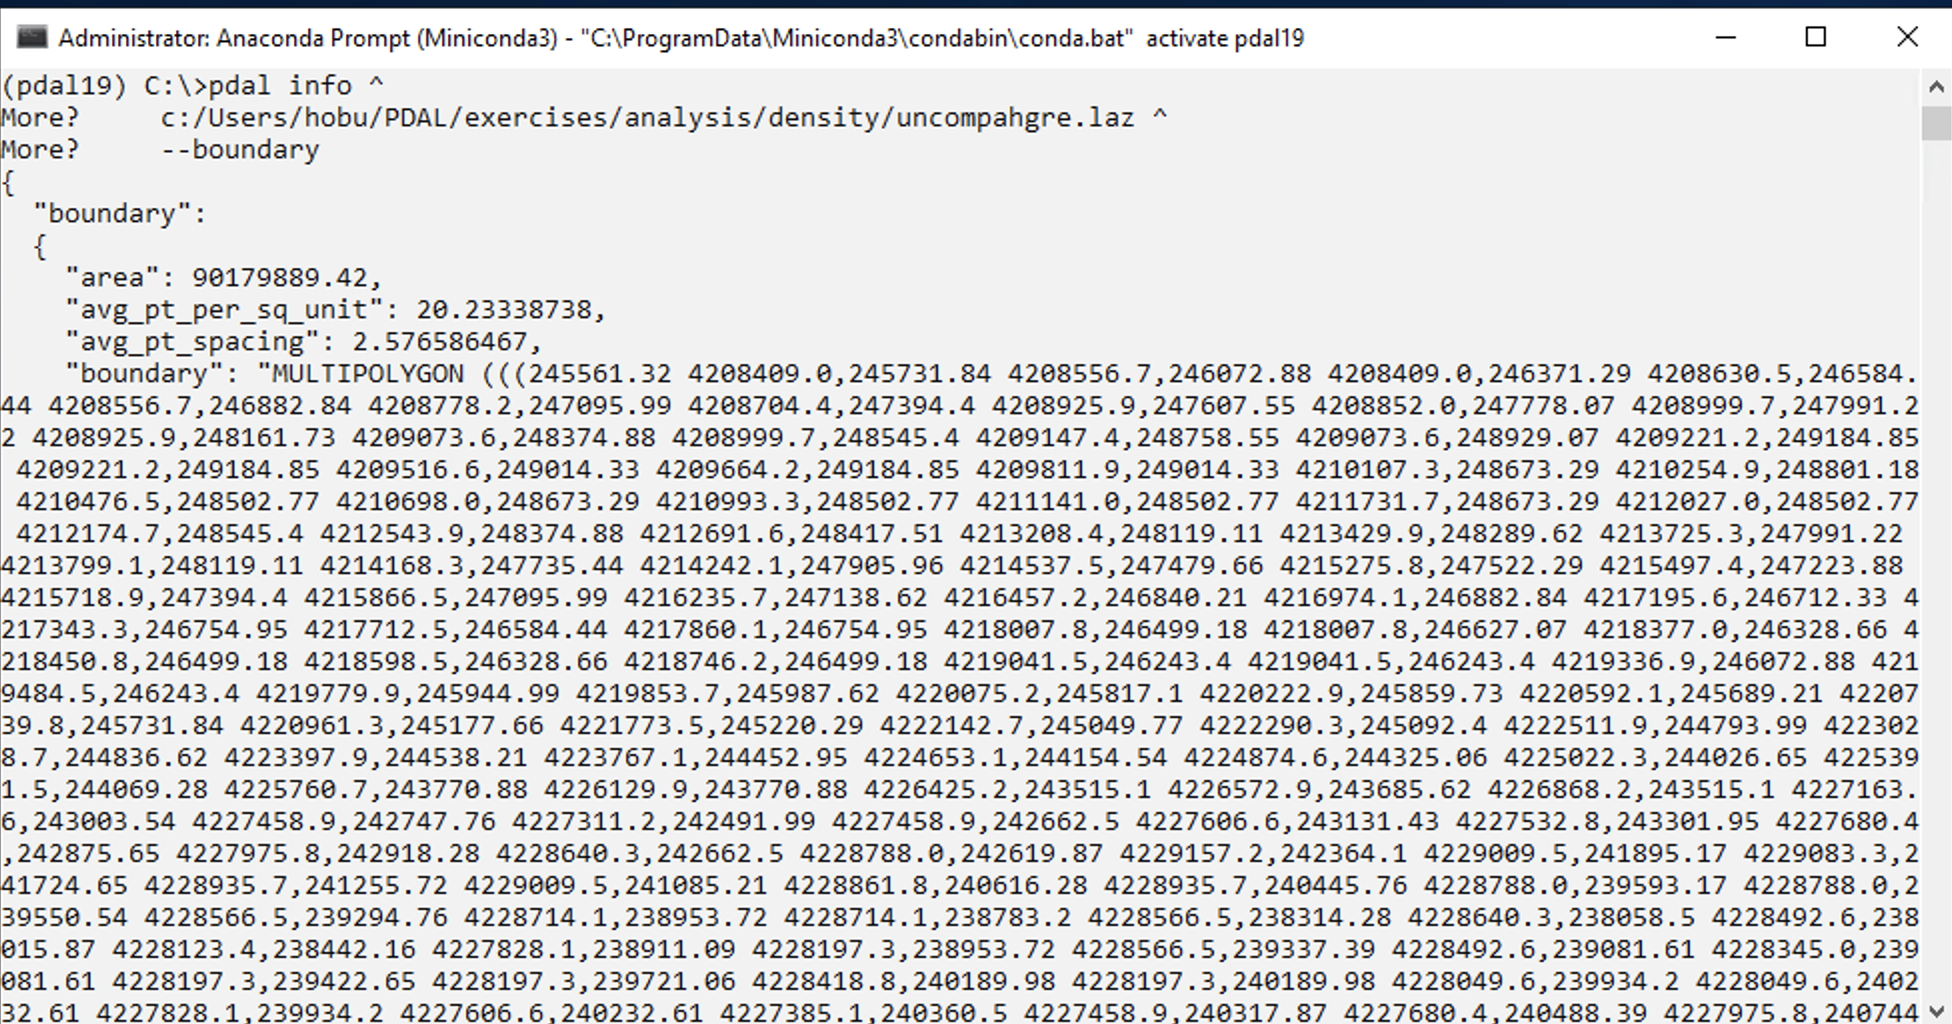 Administrator: Anaconda Prompt (Miniconda3) - "C:\ProgramData\Miniconda3\condabin\conda.bat" activate pdal19
(pdal19) C:\>pdal info ^
More?     c:/Users/hobu/PDAL/exercises/analysis/density/uncompahgre.laz ^
More?     --boundary
{
  "boundary":
  {
    "area": 90179889.42,
    "avg_pt_per_sq_unit": 20.23338738,
    "avg_pt_spacing": 2.576586467,
    "boundary": "MULTIPOLYGON (((245561.32 4208409.0,245731.84 4208556.7,246072.88 4208409.0,246371.29 4208630.5,246584.
44 4208556.7,246882.84 4208778.2,247095.99 4208704.4,247394.4 4208925.9,247607.55 4208852.0,247778.07 4208999.7,247991.2
2 4208925.9,248161.73 4209073.6,248374.88 4208999.7,248545.4 4209147.4,248758.55 4209073.6,248929.07 4209221.2,249184.85
 4209221.2,249184.85 4209516.6,249014.33 4209664.2,249184.85 4209811.9,249014.33 4210107.3,248673.29 4210254.9,248801.18
 4210476.5,248502.77 4210698.0,248673.29 4210993.3,248502.77 4211141.0,248502.77 4211731.7,248673.29 4212027.0,248502.77
 4212174.7,248545.4 4212543.9,248374.88 4212691.6,248417.51 4213208.4,248119.11 4213429.9,248289.62 4213725.3,247991.22
4213799.1,248119.11 4214168.3,247735.44 4214242.1,247905.96 4214537.5,247479.66 4215275.8,247522.29 4215497.4,247223.88
4215718.9,247394.4 4215866.5,247095.99 4216235.7,247138.62 4216457.2,246840.21 4216974.1,246882.84 4217195.6,246712.33 4
217343.3,246754.95 4217712.5,246584.44 4217860.1,246754.95 4218007.8,246499.18 4218007.8,246627.07 4218377.0,246328.66 4
218450.8,246499.18 4218598.5,246328.66 4218746.2,246499.18 4219041.5,246243.4 4219041.5,246243.4 4219336.9,246072.88 421
9484.5,246243.4 4219779.9,245944.99 4219853.7,245987.62 4220075.2,245817.1 4220222.9,245859.73 4220592.1,245689.21 42207
39.8,245731.84 4220961.3,245177.66 4221773.5,245220.29 4222142.7,245049.77 4222290.3,245092.4 4222511.9,244793.99 422302
8.7,244836.62 4223397.9,244538.21 4223767.1,244452.95 4224653.1,244154.54 4224874.6,244325.06 4225022.3,244026.65 422539
1.5,244069.28 4225760.7,243770.88 4226129.9,243770.88 4226425.2,243515.1 4226572.9,243685.62 4226868.2,243515.1 4227163.
6,243003.54 4227458.9,242747.76 4227311.2,242491.99 4227458.9,242662.5 4227606.6,243131.43 4227532.8,243301.95 4227680.4
,242875.65 4227975.8,242918.28 4228640.3,242662.5 4228788.0,242619.87 4229157.2,242364.1 4229009.5,241895.17 4229083.3,2
41724.65 4228935.7,241255.72 4229009.5,241085.21 4228861.8,240616.28 4228935.7,240445.76 4228788.0,239593.17 4228788.0,2
39550.54 4228566.5,239294.76 4228714.1,238953.72 4228714.1,238783.2 4228566.5,238314.28 4228640.3,238058.5 4228492.6,238
015.87 4228123.4,238442.16 4227828.1,238911.09 4228197.3,238953.72 4228566.5,239337.39 4228492.6,239081.61 4228345.0,239
081.61 4228197.3,239422.65 4228197.3,239721.06 4228418.8,240189.98 4228197.3,240189.98 4228049.6,239934.2 4228049.6,2402
32.61 4227828.1,239934.2 4227606.6,240232.61 4227385.1,240360.5 4227458.9,240317.87 4227680.4,240488.39 4227975.8,240744